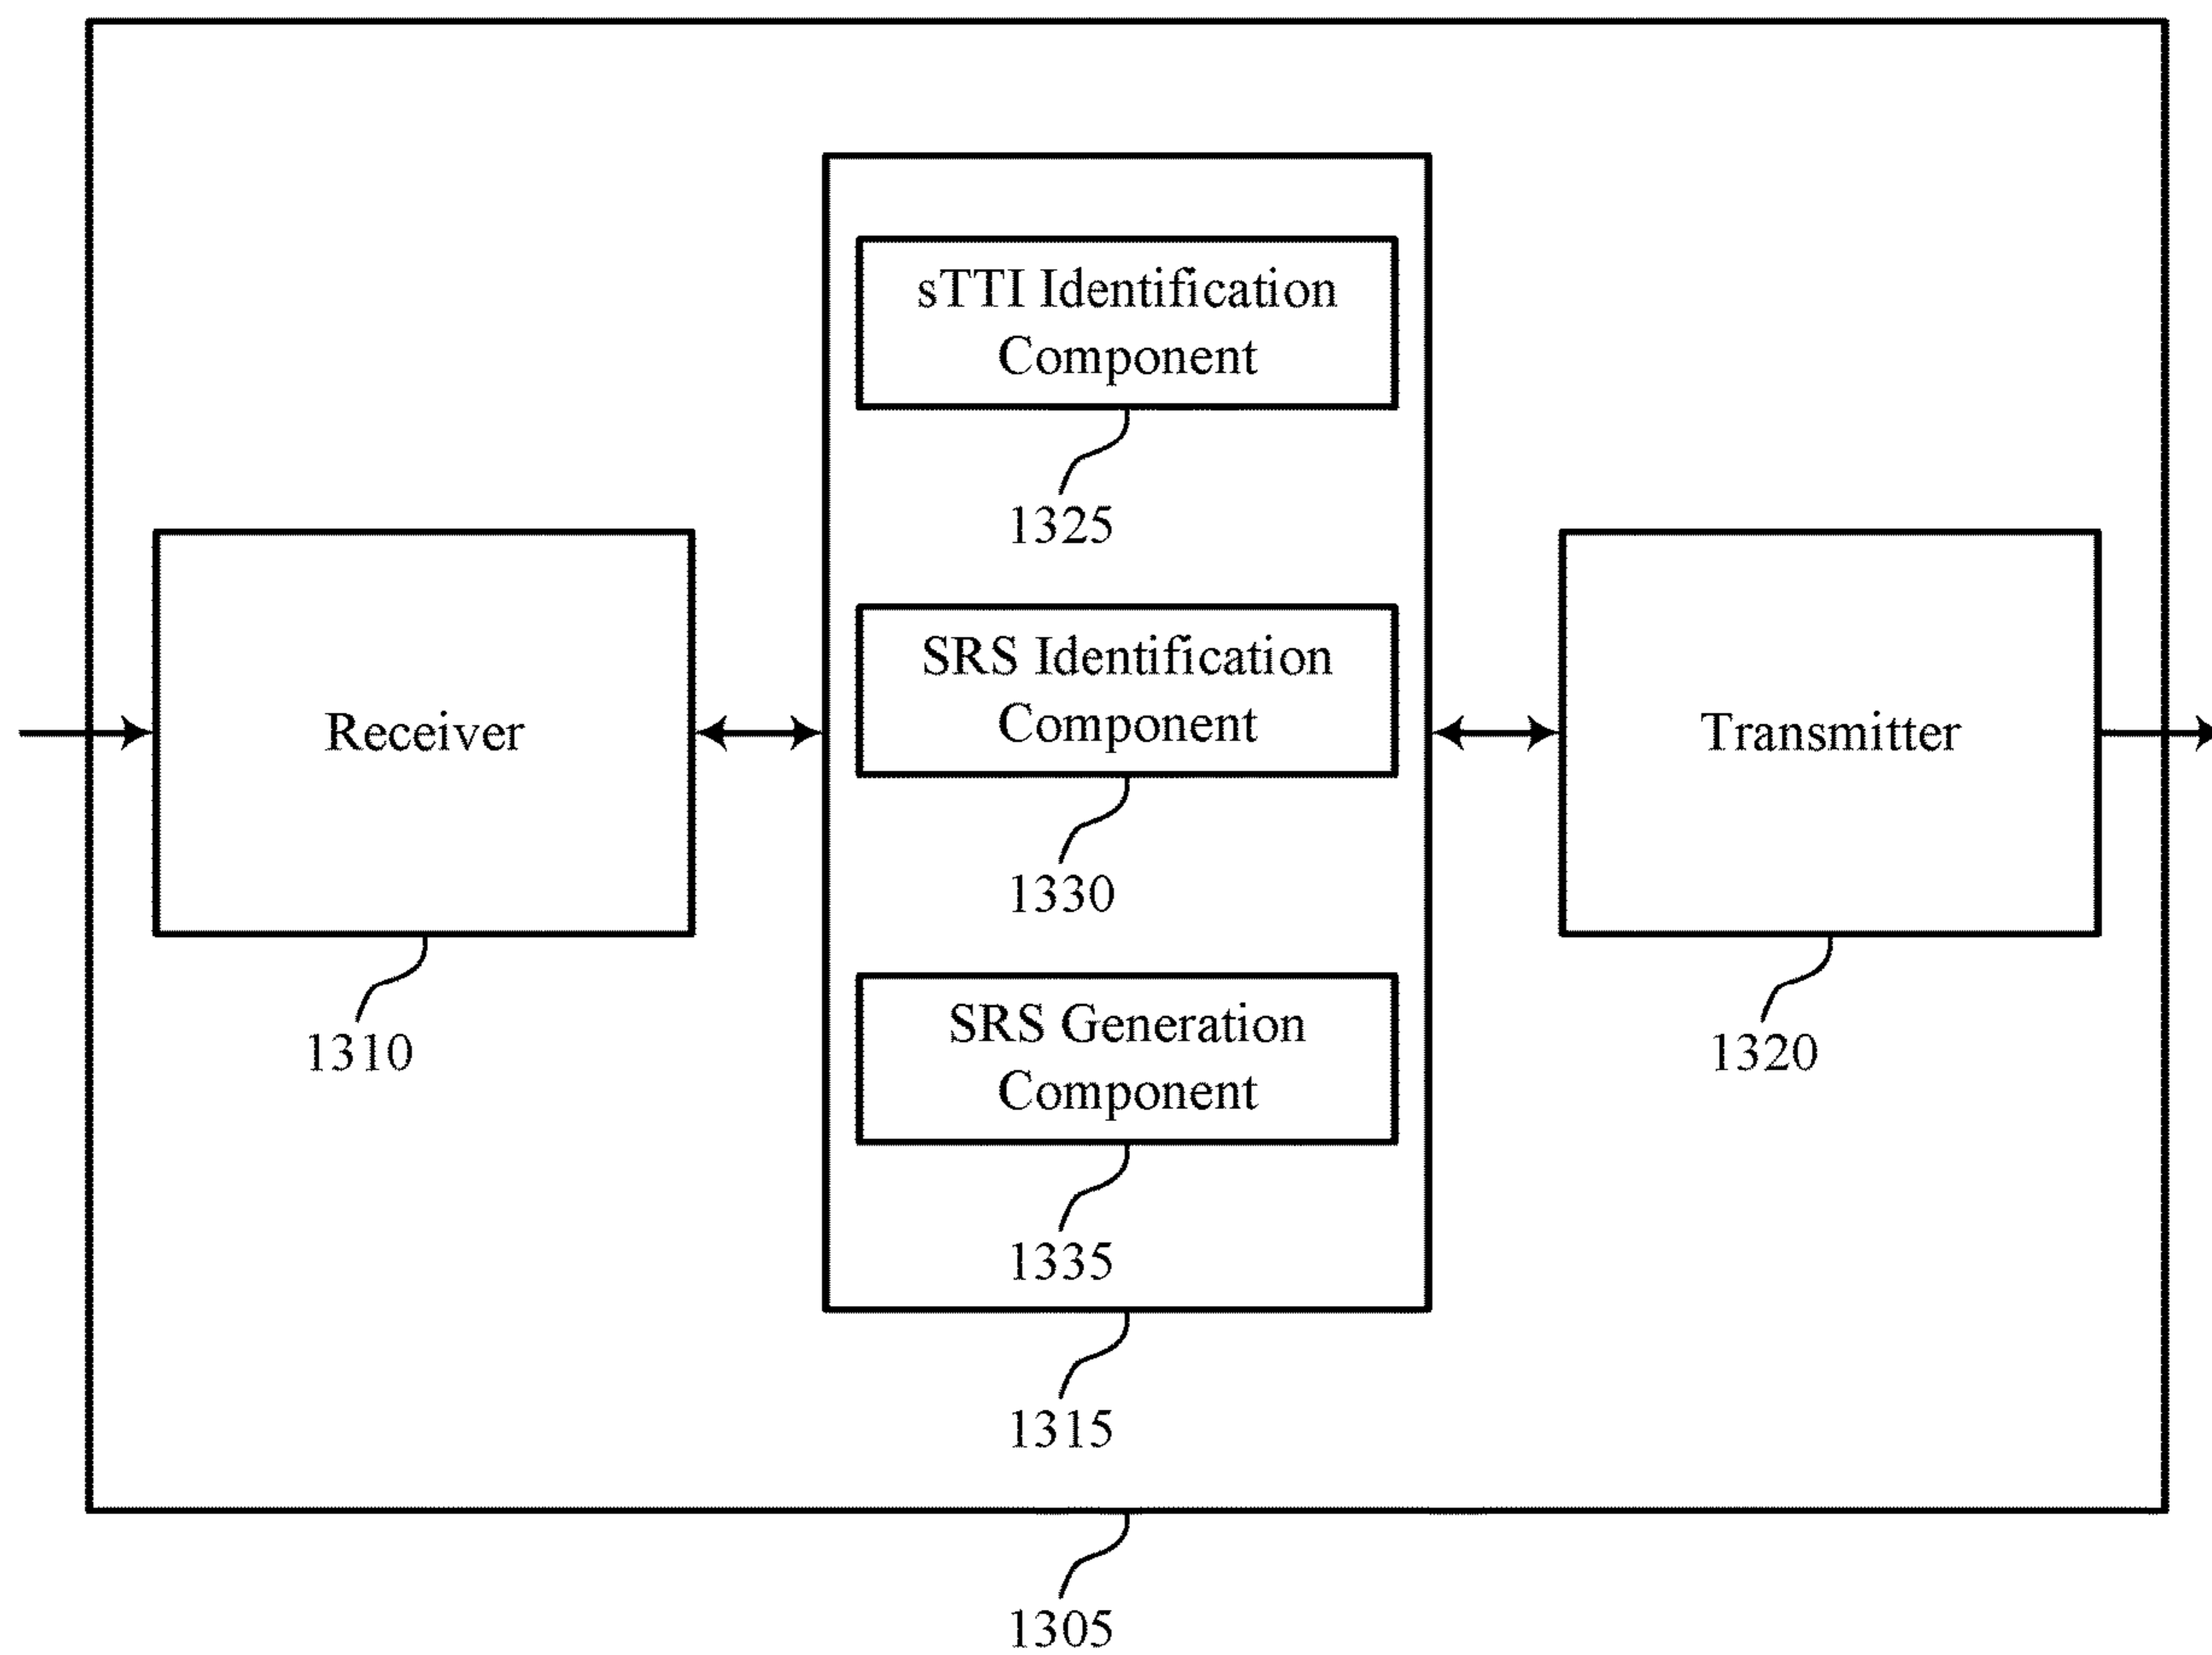 sTTI Identification
Component
1325
Receiver
1310
SRS Identification
Component
1330
Transmitter
1320
SRS Generation
Component
1335
1315
1305